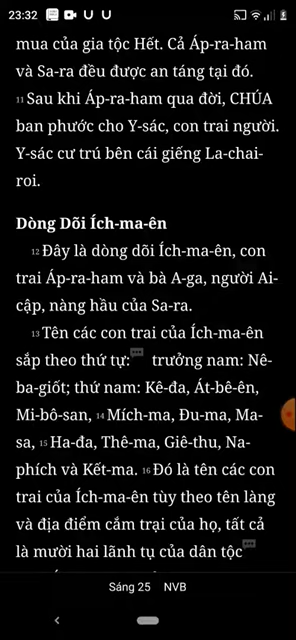 23:32
mua của gia tộc Hết. Cả Áp-ra-ham
và Sa-ra đều được an táng tại đó.
11 Sau khi Áp-ra-ham qua đời, CHÚA
ban phước cho Y-sác, con trai người.
Y-sác cư trú bên cái giếng La-chai-
roi.
Dòng Dõi Ích-ma-ên
12 Đây là dòng dõi Ích-ma-ên, con
trai Áp-ra-ham và bà A-ga, người Ai-
cập, nàng hầu của Sa-ra.
13 Tên các con trai của Ích-ma-ên
sắp theo thứ tự: trưởng nam: Nê-
ba-giốt; thứ nam: Kê-đa, Át-bê-ên,
Mi-bô-san, 14 Mích-ma, Đu-ma, Ma-
sa, 15 Ha-đa, Thê-ma, Giê-thu, Na-
phích và Kết-ma. 16 Đó là tên các con
trai của Ích-ma-ên tùy theo tên làng
và địa điểm cắm trại của họ, tất cả
là mười hai lãnh tụ của dân tộc
Sáng 25 NVB